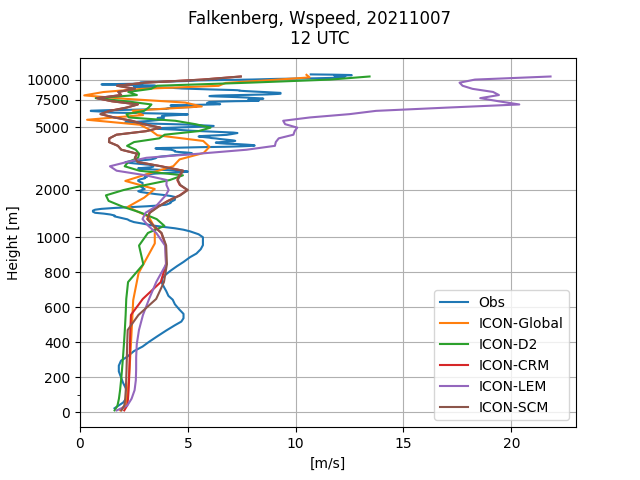 Falkenberg, Wspeed, 20211007
12 UTC
Height [m]
10000
7500
5000
2000
1000
800
600
400
200
0
0 5 10 15 20
[m/s]
Obs
ICON-Global
ICON-D2
ICON-CRM
ICON-LEM
ICON-SCM